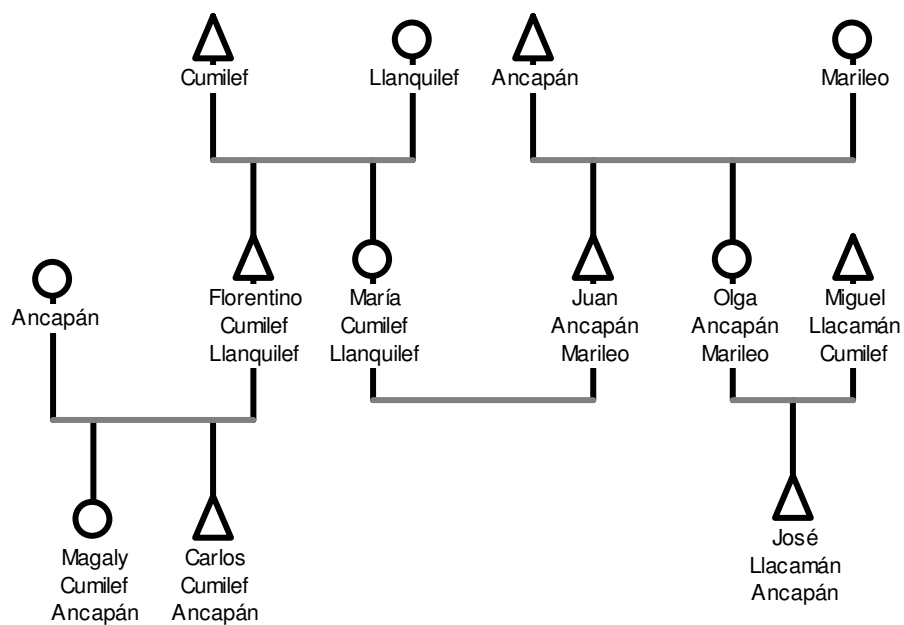 Cumilef
Llanquilef
Ancapán
Marileo
Ancapán
Florentino
Cumilef
Llanquilef
María
Cumilef
Llanquilef
Juan
Ancapán
Marileo
Olga
Ancapán
Marileo
Miguel
Llacamán
Cumilef
Magaly
Cumilef
Ancapán
Carlos
Cumilef
Ancapán
José
Llacamán
Ancapán